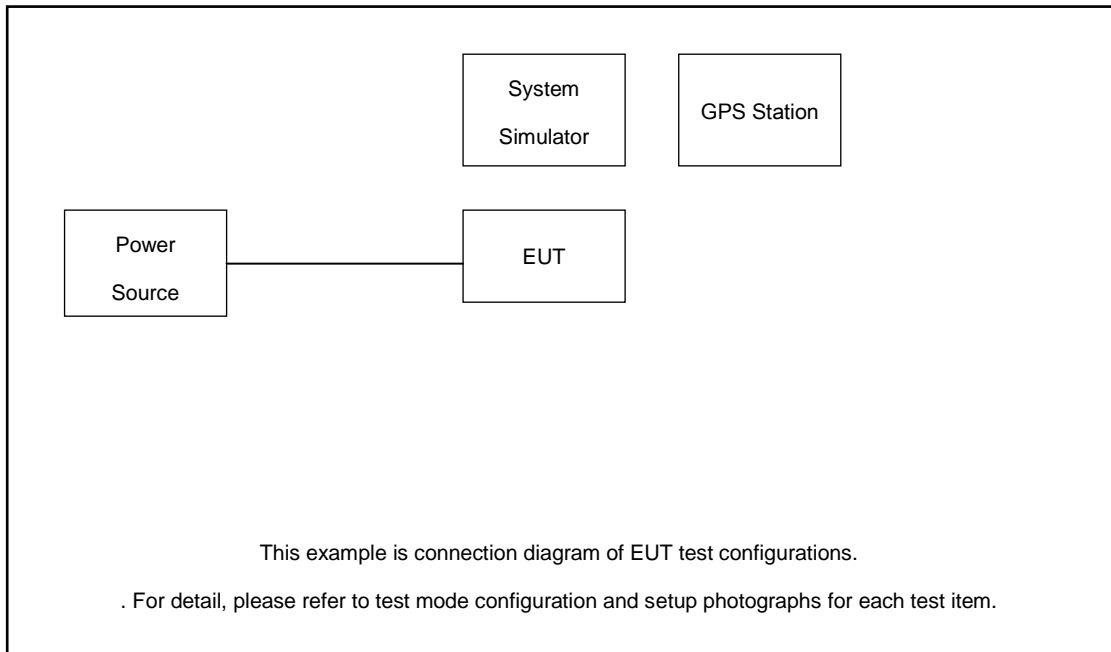 System
Simulator
GPS Station
Power
Source
EUT
This example is connection diagram of EUT test configurations.
. For detail, please refer to test mode configuration and setup photographs for each test item.